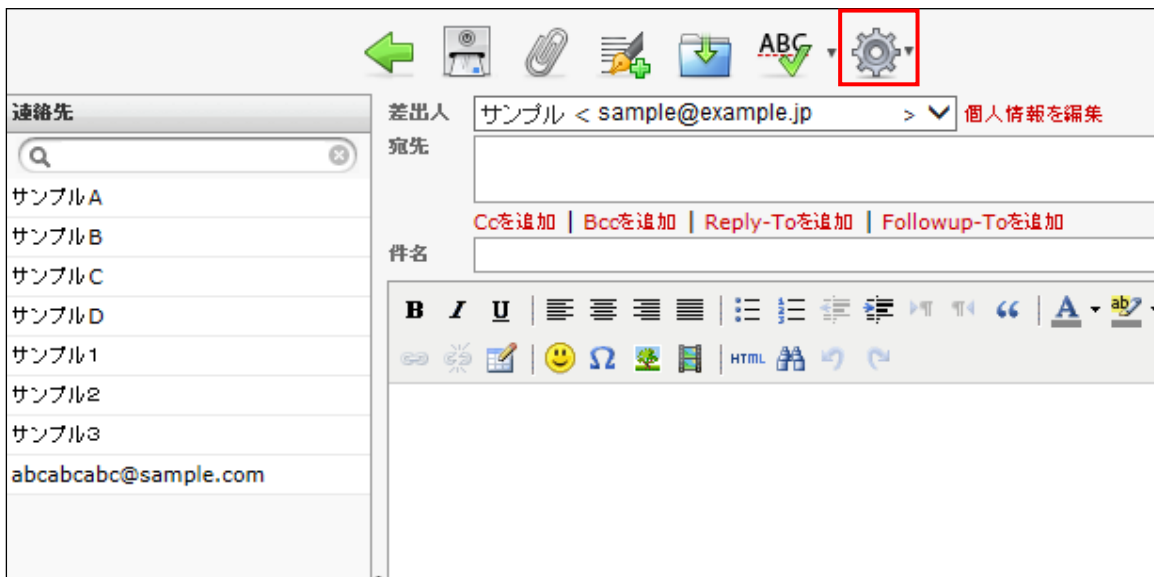 ABC
連絡先
サンプルA
サンプルB
サンプルC
サンプルD
サンプル1
サンプル2
サンプル3
abcabcabc@sample.com
差出人 サンプル < sample@example.jp > 個人情報を編集
宛先
Ccを追加 | Bccを追加 | Reply-Toを追加 | Followup-Toを追加
件名
B I U A ab
Ω HTML